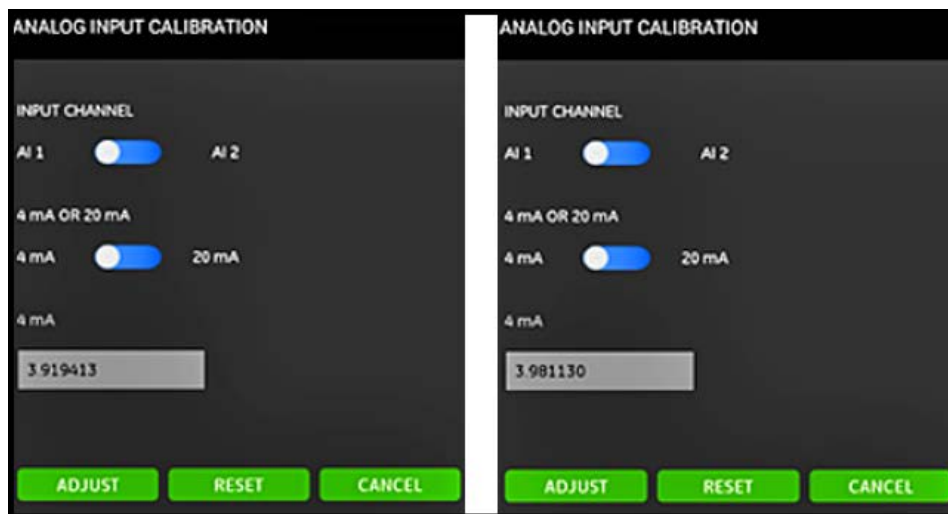 ANALOG INPUT CALIBRATION
INPUT CHANNEL
AI 1 AI 2
4 mA OR 20 mA
4 mA 20 mA
4 mA
3.919413
ADJUST RESET CANCEL
ANALOG INPUT CALIBRATION
INPUT CHANNEL
AI 1 AI 2
4 mA OR 20 mA
4 mA 20 mA
4 mA
3.981130
ADJUST RESET CANCEL